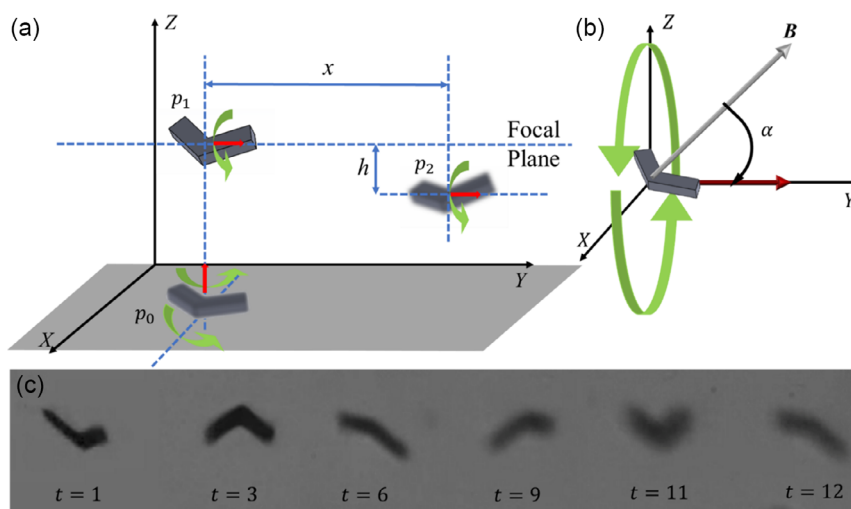 (a)
Z
x
p₁
Focal
Plane
h
p₂
Y
p₀
X
(b)
Z
B
α
Y
X
(c)
t = 1
t = 3
t = 6
t = 9
t = 11
t = 12